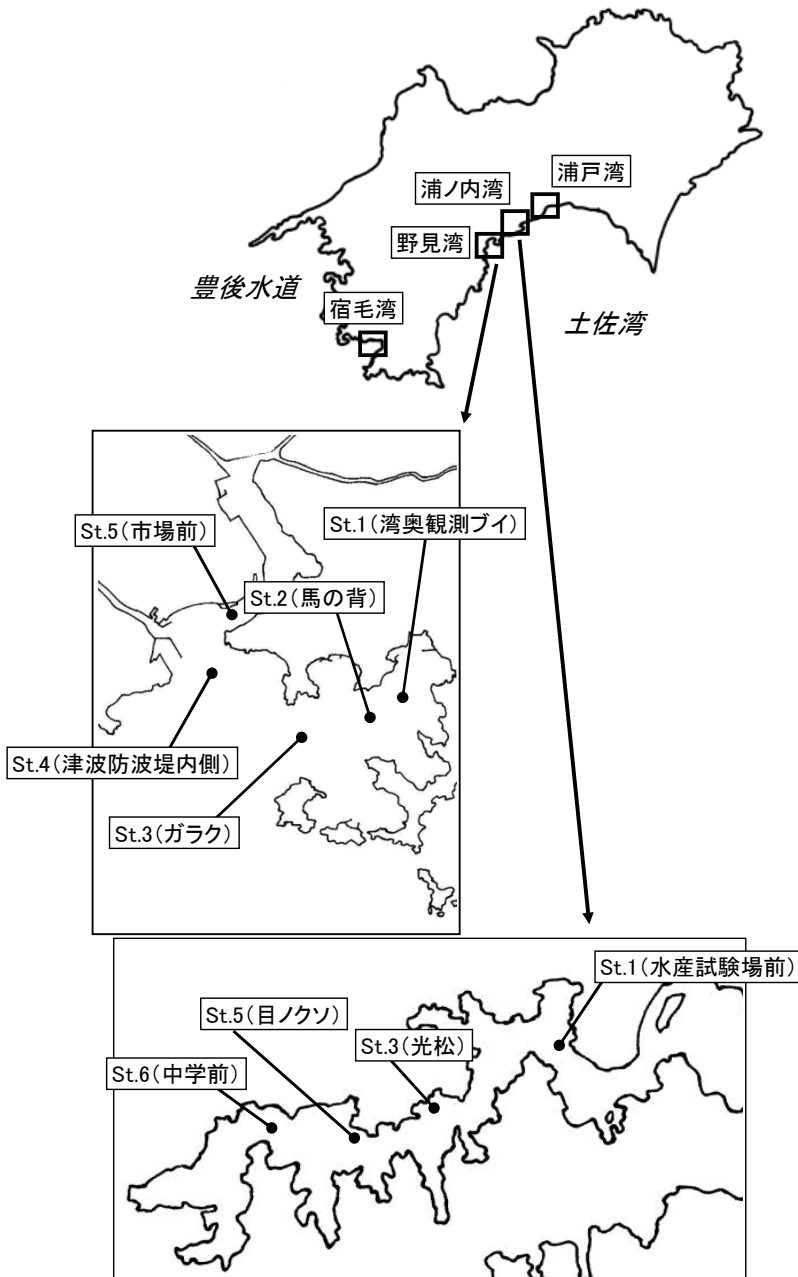 浦戸湾
浦ノ内湾
野見湾
豊後水道
宿毛湾
土佐湾
St.1(湾奥観測ブイ)
St.5(市場前)
St.2(馬の背)
St.4(津波防波堤内側)
St.3(ガラク)
St.1(水産試験場前)
St.5(目ノクソ)
St.3(光松)
St.6(中学前)